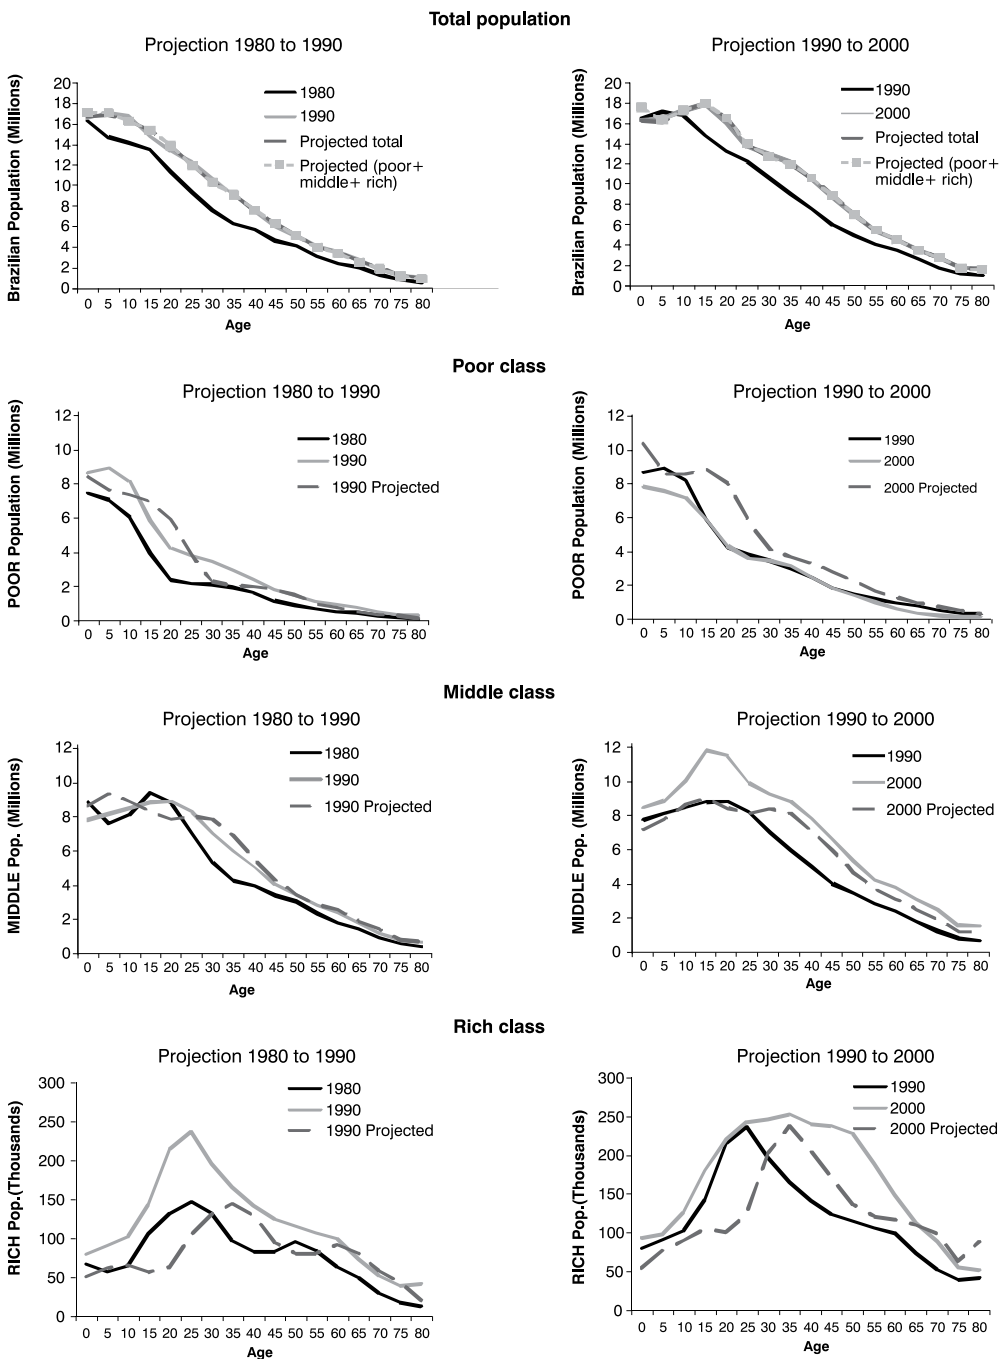 Total population
Projection 1980 to 1990
Brazilian Population (Millions)
20
18
16
14
12
10
8
6
4
2
0
1980
1990
Projected total
Projected (poor+
middle+ rich)
0 5 10 15 20 25 30 35 40 45 50 55 60 65 70 75 80
Age
Projection 1990 to 2000
Brazilian Population (Millions)
20
18
16
14
12
10
8
6
4
2
0
1990
2000
Projected total
Projected (poor+
middle+ rich)
0 5 10 15 20 25 30 35 40 45 50 55 60 65 70 75 80
Age
Poor class
Projection 1980 to 1990
POOR Population (Millions)
12
10
8
6
4
2
0
1980
1990
1990 Projected
0 5 10 15 20 25 30 35 40 45 50 55 60 65 70 75 80
Age
Projection 1990 to 2000
POOR Population (Millions)
12
10
8
6
4
2
0
1990
2000
2000 Projected
0 5 10 15 20 25 30 35 40 45 50 55 60 65 70 75 80
Age
Middle class
Projection 1980 to 1990
MIDDLE Pop. (Millions)
12
10
8
6
4
2
0
1980
1990
1990 Projected
0 5 10 15 20 25 30 35 40 45 50 55 60 65 70 75 80
Age
Projection 1990 to 2000
MIDDLE Pop. (Millions)
12
10
8
6
4
2
0
1990
2000
2000 Projected
0 5 10 15 20 25 30 35 40 45 50 55 60 65 70 75 80
Age
Rich class
Projection 1980 to 1990
RICH Pop.(Thousands)
300
250
200
150
100
50
0
1980
1990
1990 Projected
0 5 10 15 20 25 30 35 40 45 50 55 60 65 70 75 80
Age
Projection 1990 to 2000
RICH Pop.(Thousands)
300
250
200
150
100
50
0
1990
2000
2000 Projected
0 5 10 15 20 25 30 35 40 45 50 55 60 65 70 75 80
Age